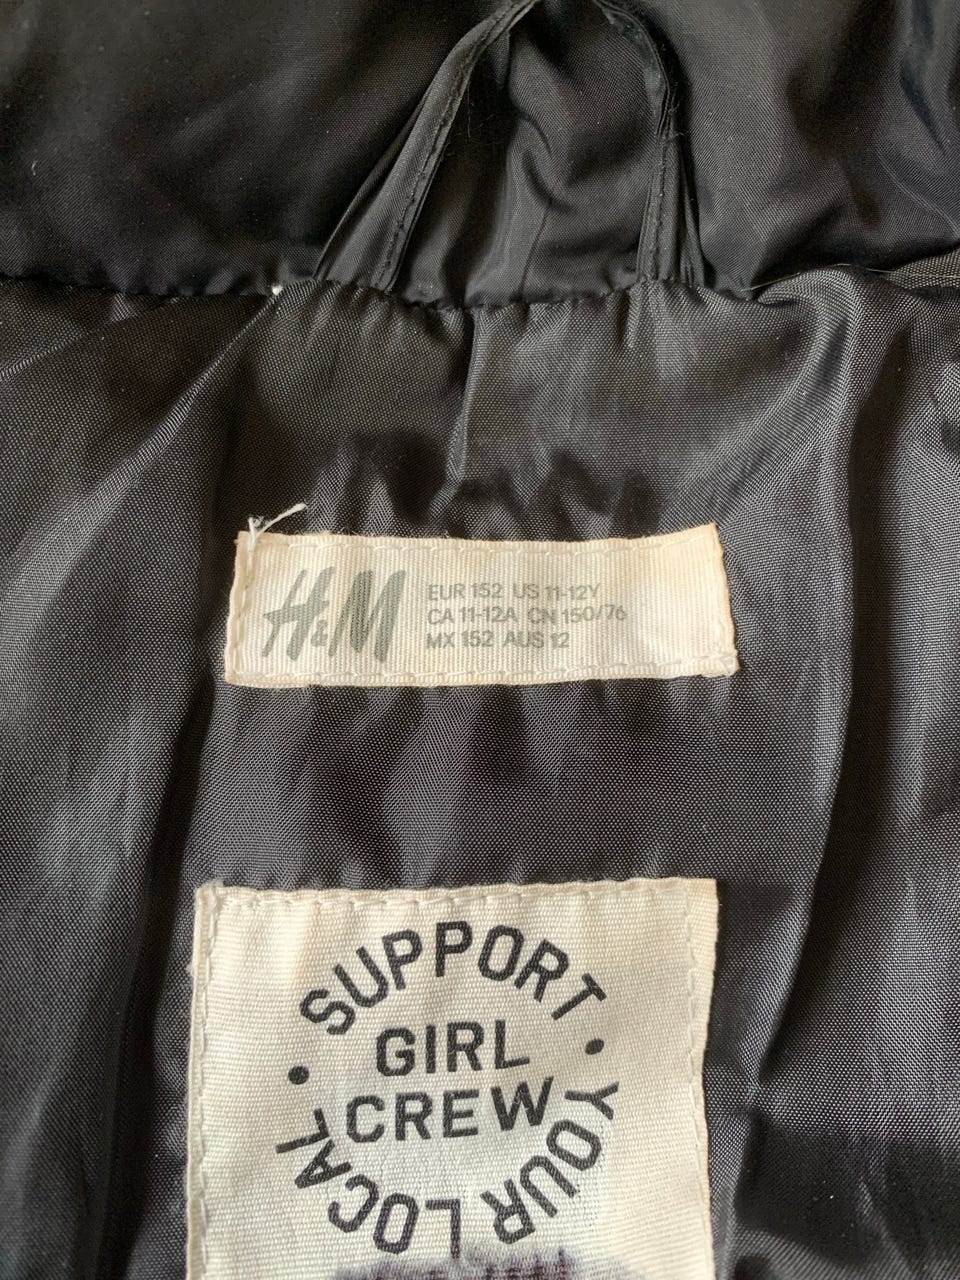 H&M
EUR 152 US 11-12Y
CA 11-12A CN 150/76
MX 152 AUS 12
SUPPORT
GIRL
CREW
• YOUR LOCAL •